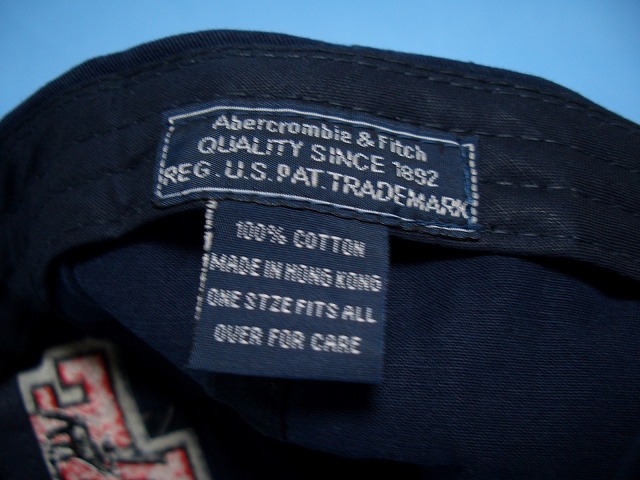 Abercrombie & Fitch
QUALITY SINCE 1892
REG. U.S. PAT. TRADEMARK
100% COTTON
MADE IN HONG KONG
ONE STZE FITS ALL
OVER FOR CARE